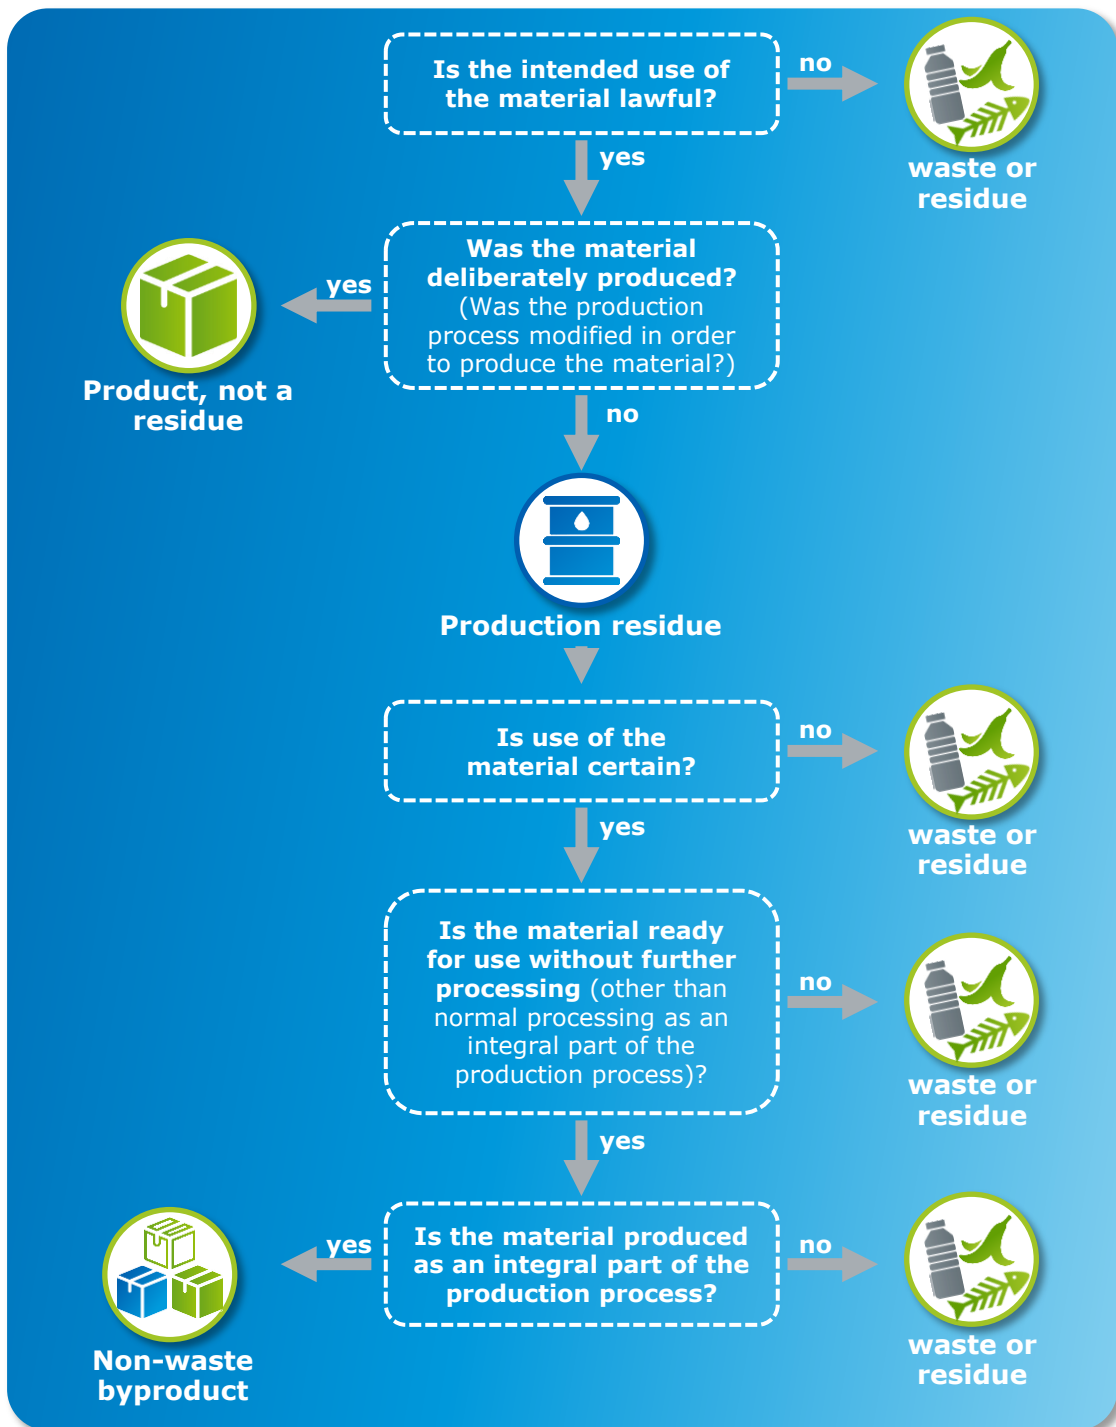 Is the intended use of
the material lawful?
no
waste or
residue
yes
Was the material
deliberately produced?
(Was the production
process modified in order
to produce the material?)
yes
Product, not a
residue
no
Production residue
Is use of the
material certain?
no
waste or
residue
yes
Is the material ready
for use without further
processing (other than
normal processing as an
integral part of the
production process)?
no
waste or
residue
yes
Is the material produced
as an integral part of the
production process?
yes
Non-waste
byproduct
no
waste or
residue